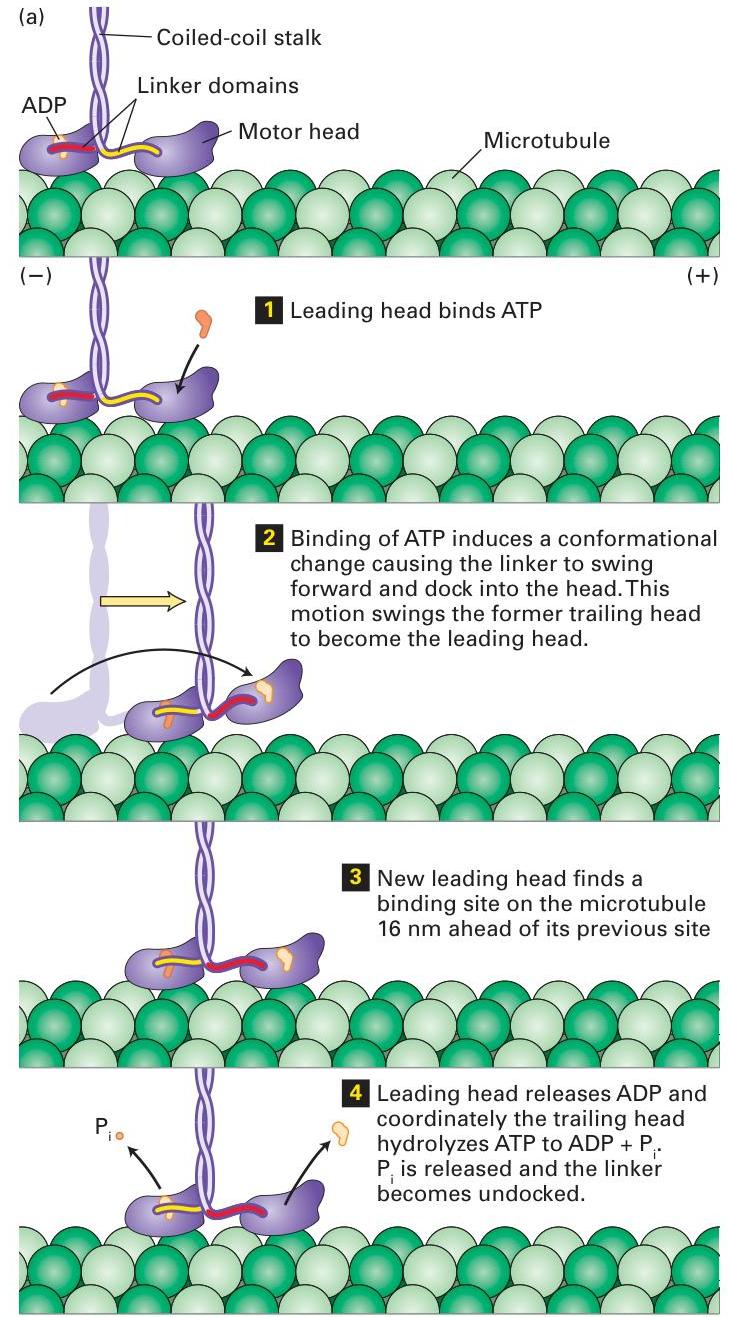 (a)
Coiled-coil stalk
Linker domains
ADP
Motor head
Microtubule
(−)
(+)
1 Leading head binds ATP
2 Binding of ATP induces a conformational
change causing the linker to swing
forward and dock into the head. This
motion swings the former trailing head
to become the leading head.
3 New leading head finds a
binding site on the microtubule
16 nm ahead of its previous site
4 Leading head releases ADP and
coordinately the trailing head
hydrolyzes ATP to ADP + Pi.
Pi is released and the linker
becomes undocked.
Pi